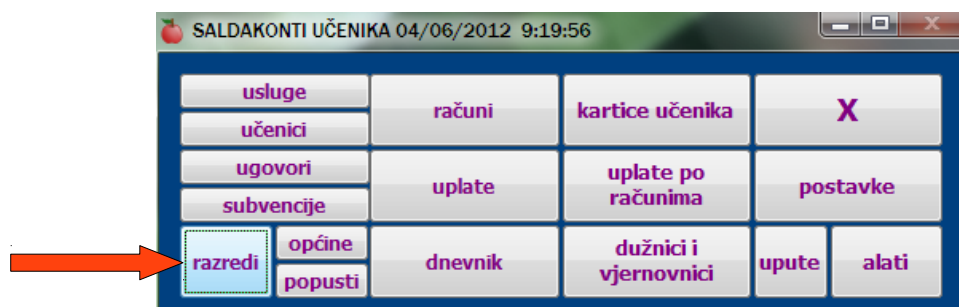 SALDAKONTI UČENIKA 04/06/2012 9:19:56
usluge
učenici
računi
kartice učenika
X
ugovori
subvencije
uplate
uplate po
računima
postavke
razredi
općine
popusti
dnevnik
dužnici i
vjernovnici
upute
alati